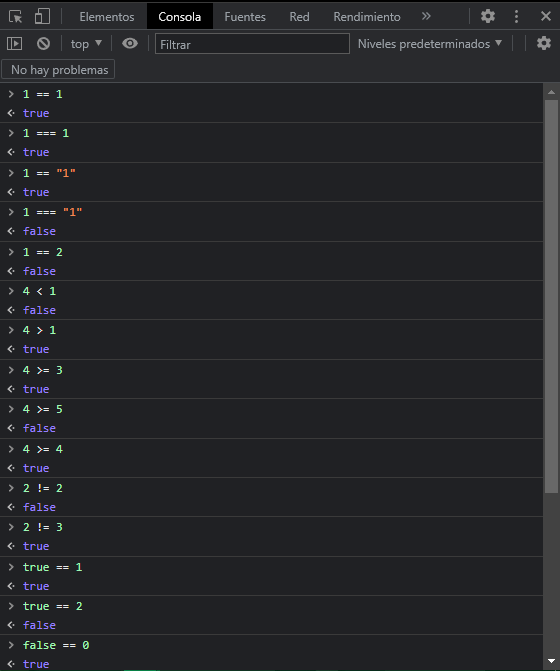 Elementos Consola Fuentes Red Rendimiento »
top ▼ Filtrar Niveles predeterminados ▼
No hay problemas
> 1 == 1
<· true
> 1 === 1
<· true
> 1 == "1"
<· true
> 1 === "1"
<· false
> 1 == 2
<· false
> 4 < 1
<· false
> 4 > 1
<· true
> 4 >= 3
<· true
> 4 >= 5
<· false
> 4 >= 4
<· true
> 2 != 2
<· false
> 2 != 3
<· true
> true == 1
<· true
> true == 2
<· false
> false == 0
<· true